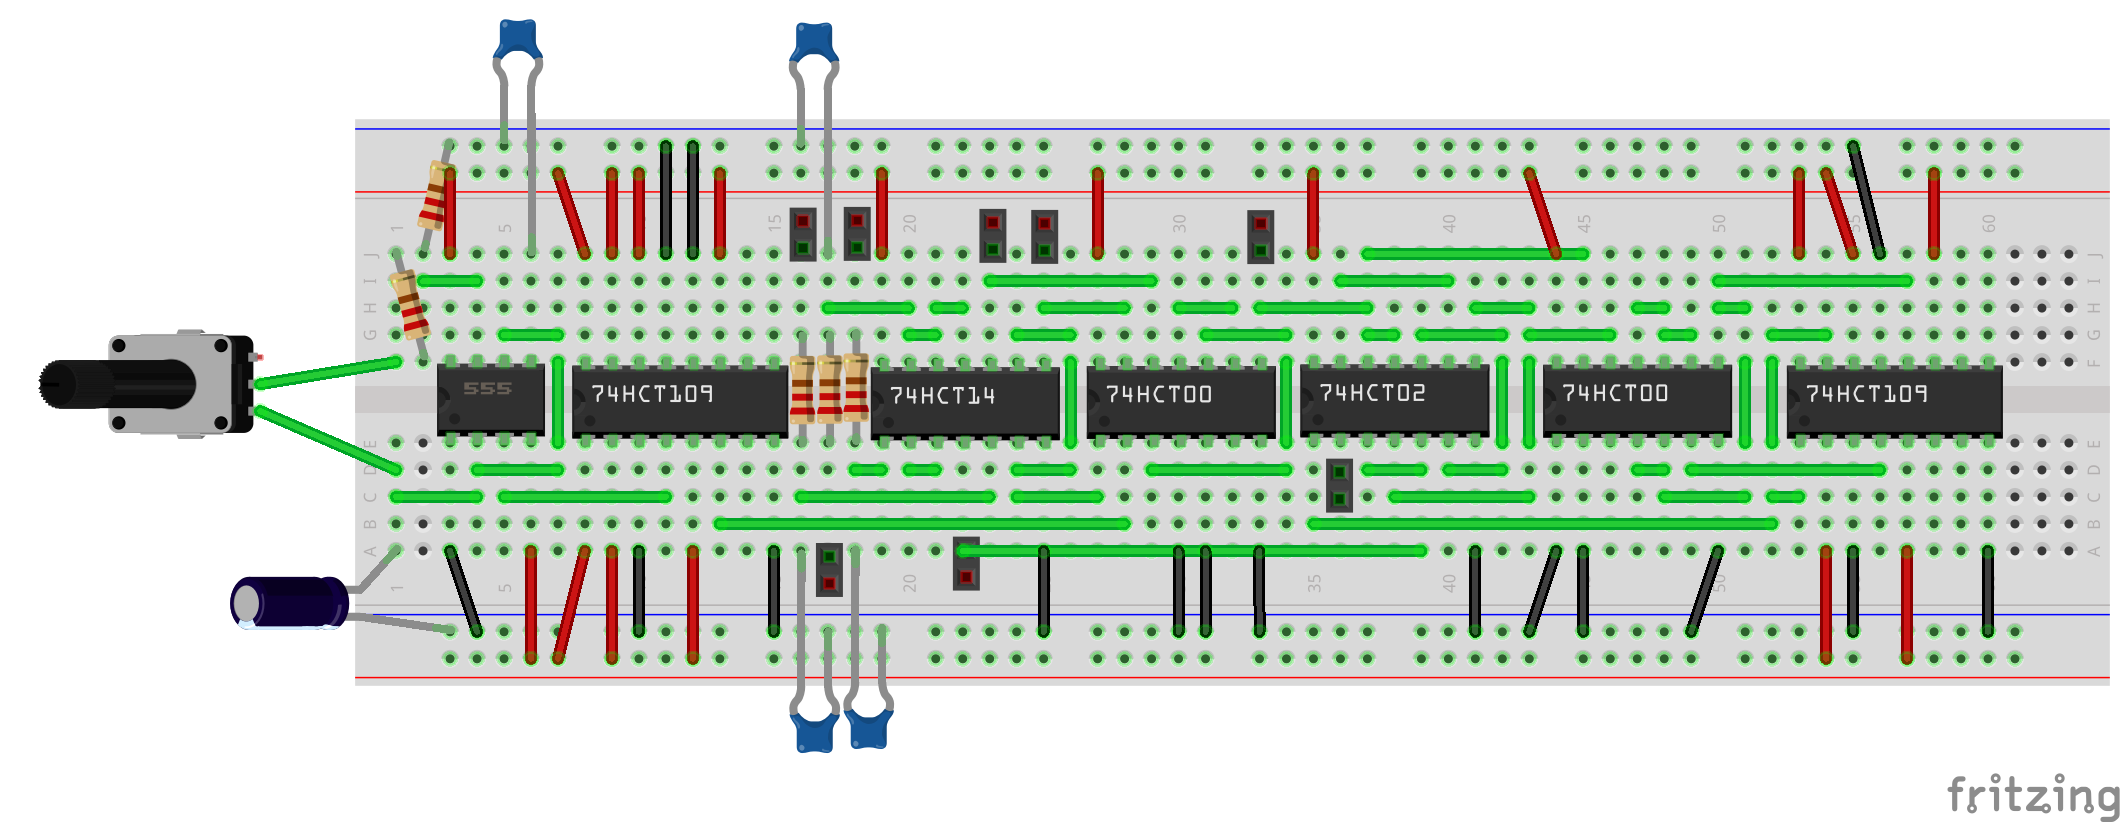 1 5 15 20 30 40 45 50 55 60
J J
I I
H H
G G
F F
555 74HCT109 74HCT14 74HCT00 74HCT02 74HCT00 74HCT109
E E
D D
C C
B B
A A
1 5 20 35 40 50 60
fritzing